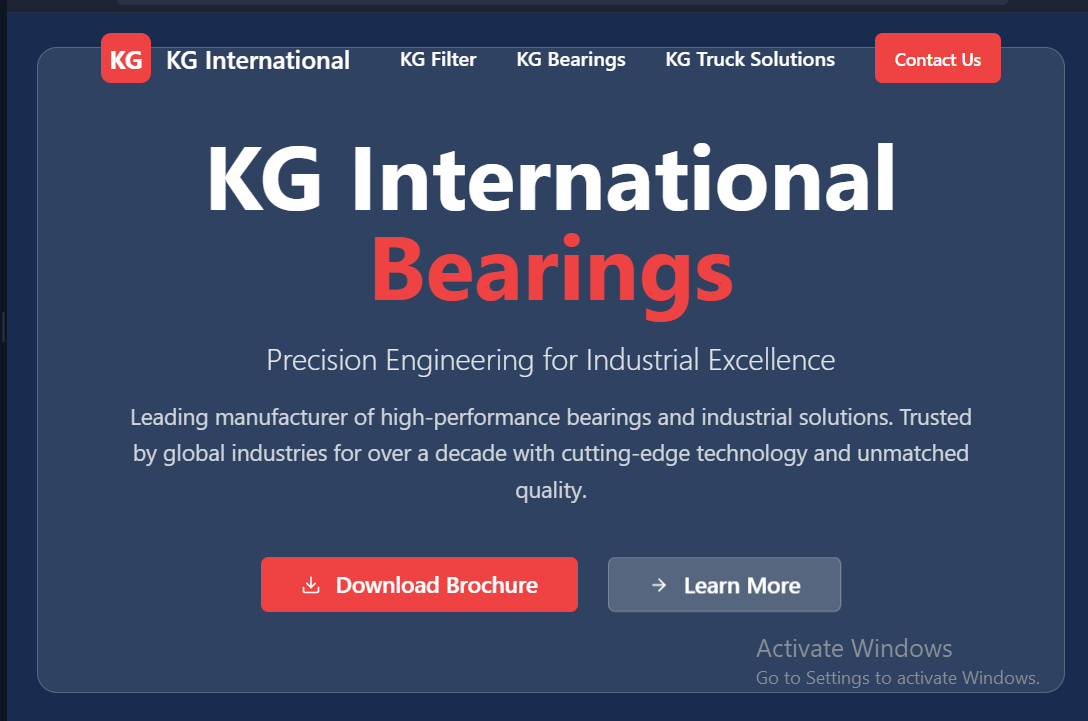 KG KG International KG Filter KG Bearings KG Truck Solutions Contact Us
KG International
Bearings
Precision Engineering for Industrial Excellence
Leading manufacturer of high-performance bearings and industrial solutions. Trusted
by global industries for over a decade with cutting-edge technology and unmatched
quality.
Download Brochure Learn More
Activate Windows
Go to Settings to activate Windows.